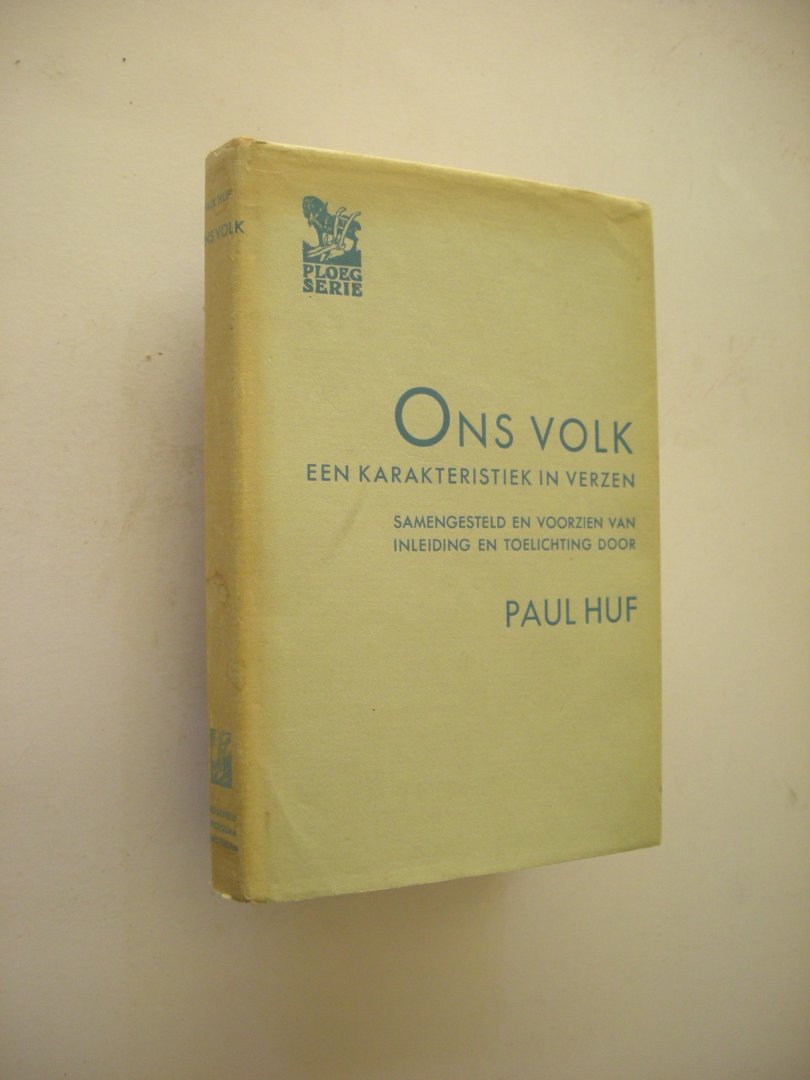 PAUL HUF
ONS VOLK
PLOEG
SERIE
ONS VOLK
EEN KARAKTERISTIEK IN VERZEN
SAMENGESTELD EN VOORZIEN VAN
INLEIDING EN TOELICHTING DOOR
PAUL HUF